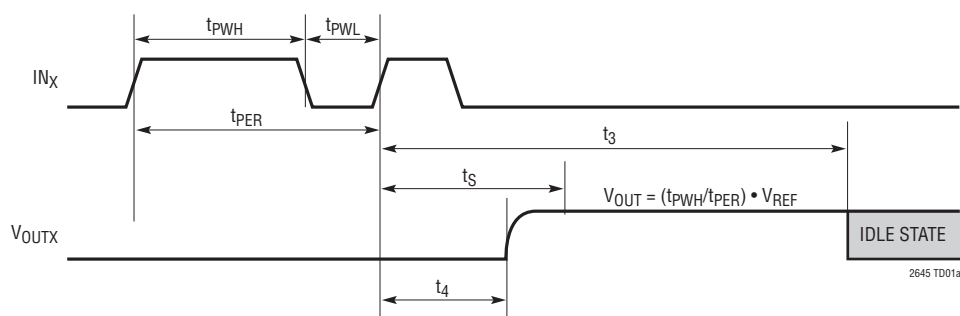 tPWH
tPWL
INX
tPER
t3
tS
VOUT = (tPWH/tPER) • VREF
VOUTX
IDLE STATE
2645 TD01a
t4